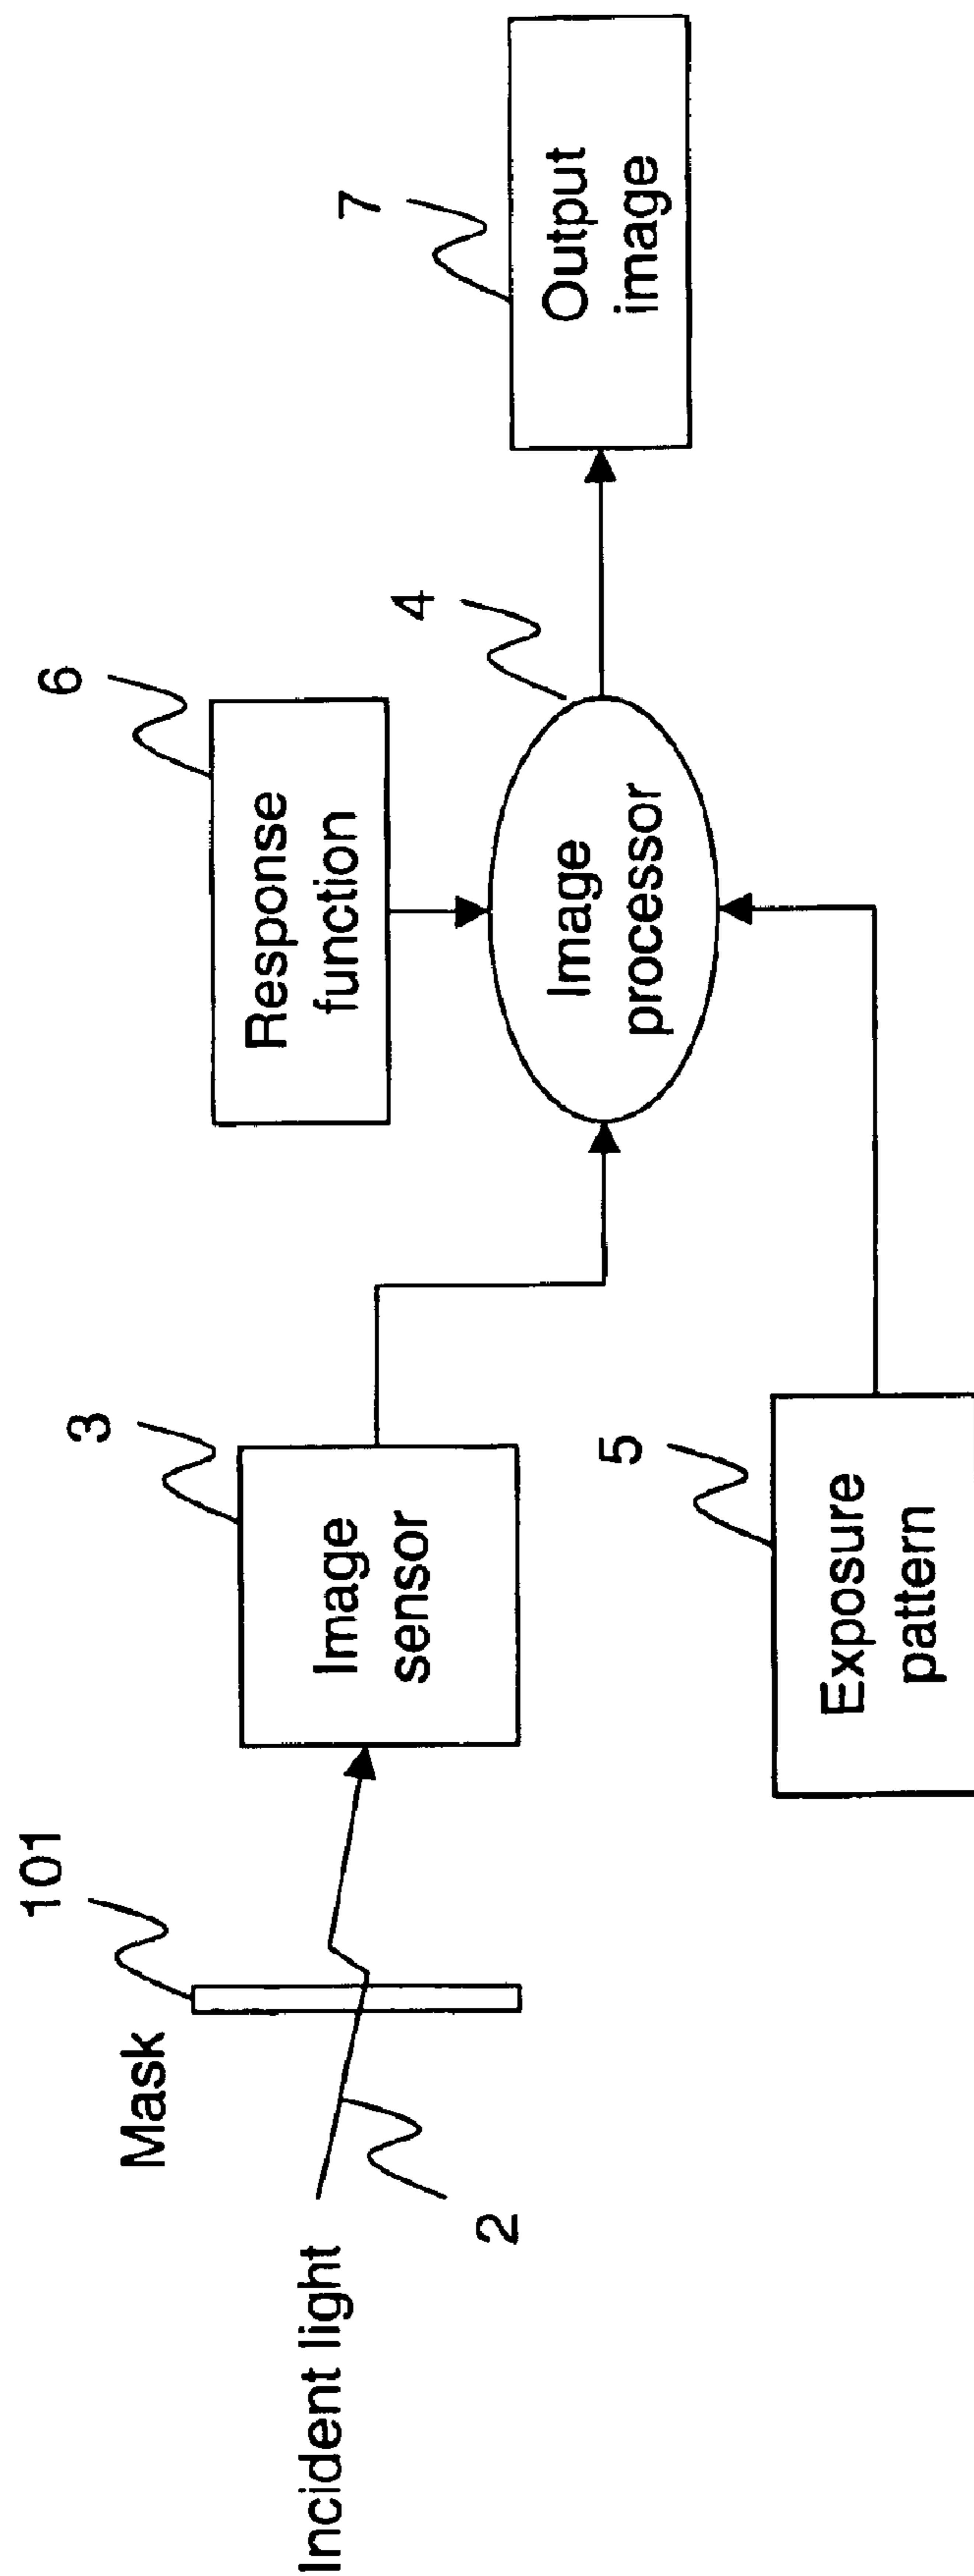 Incident light
2
Mask
101
Image
sensor
3
Exposure
pattern
5
Response
function
6
Image
processor
4
Output
image
7